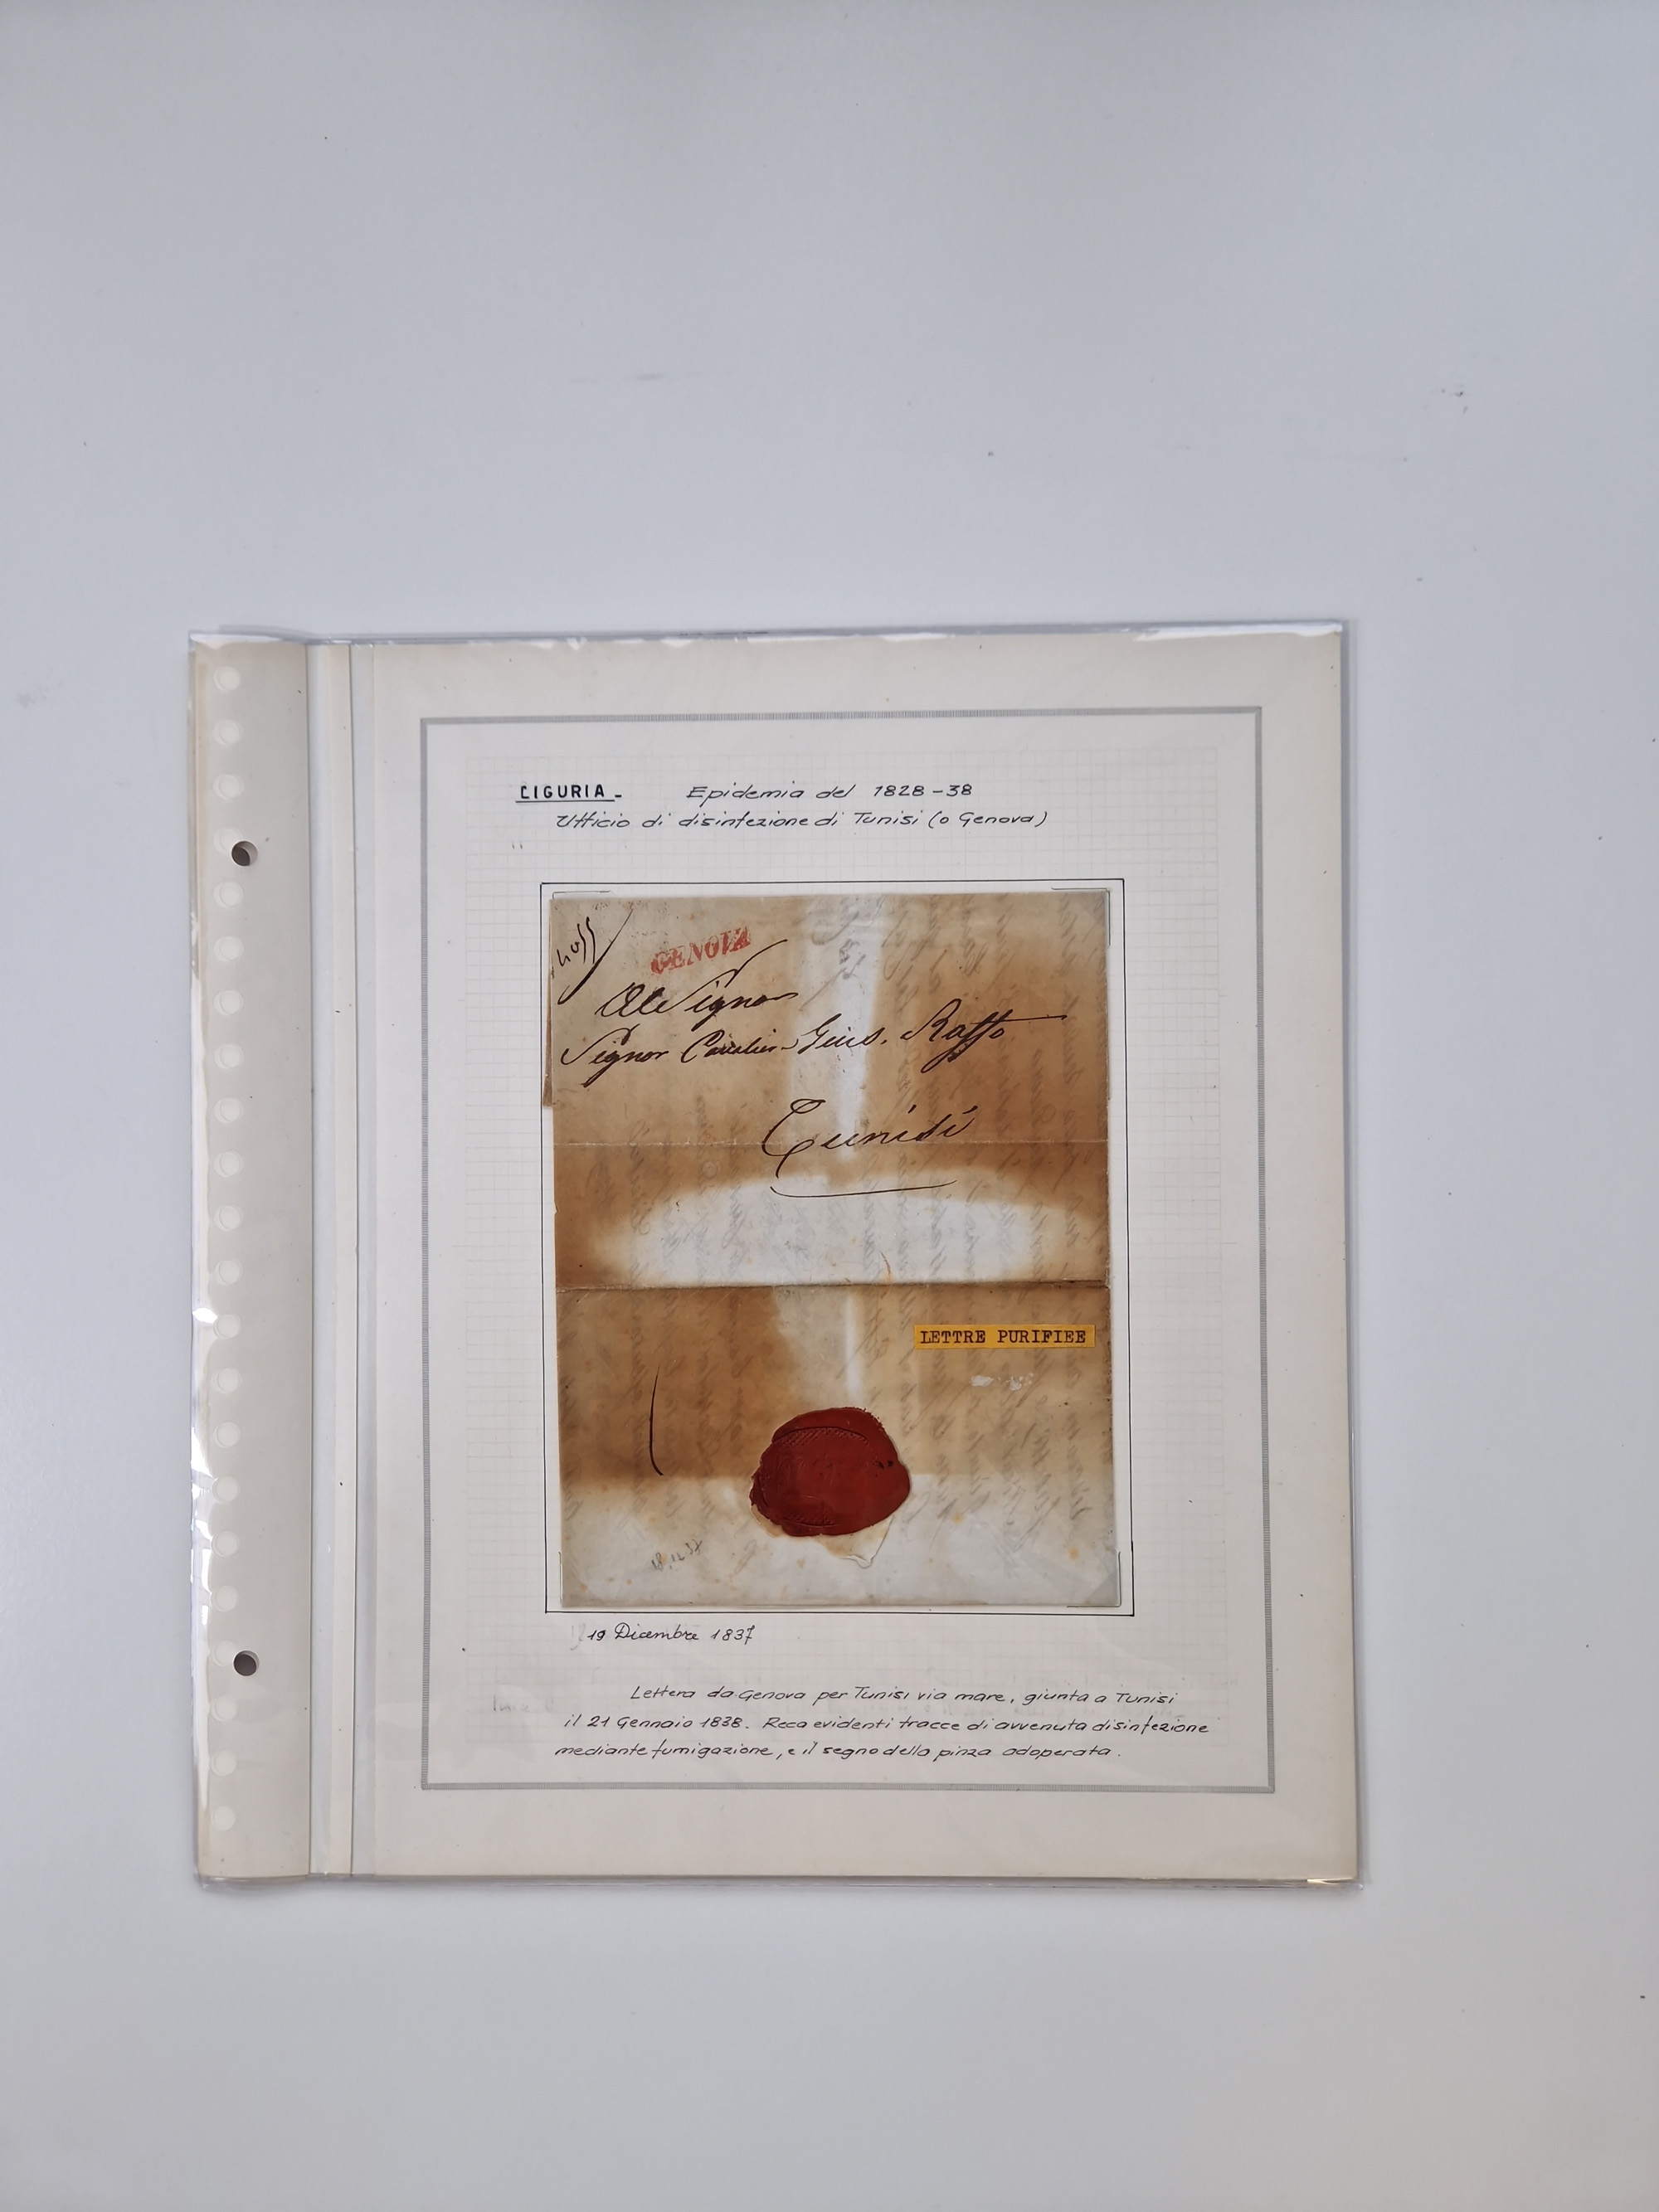 LIGURIA - Epidemia del 1828-38
Ufficio di disinfezione di Tunisi (o Genova)
GENOVA
Al Signor
Signor Cavalier Gius. Raffo
Tunisi
LETTRE PURIFIEE
19 Dicembre 1837
Lettera da Genova per Tunisi via mare, giunta a Tunisi
il 21 Gennaio 1838. Reca evidenti tracce di avvenuta disinfezione
mediante fumigazione, e il segno della pinza adoperata.